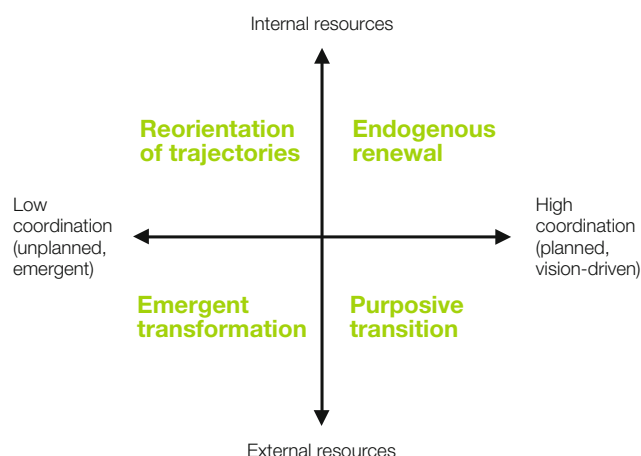 Internal resources
Reorientation
of trajectories
Endogenous
renewal
Low
coordination
(unplanned,
emergent)
High
coordination
(planned,
vision-driven)
Emergent
transformation
Purposive
transition
External resources